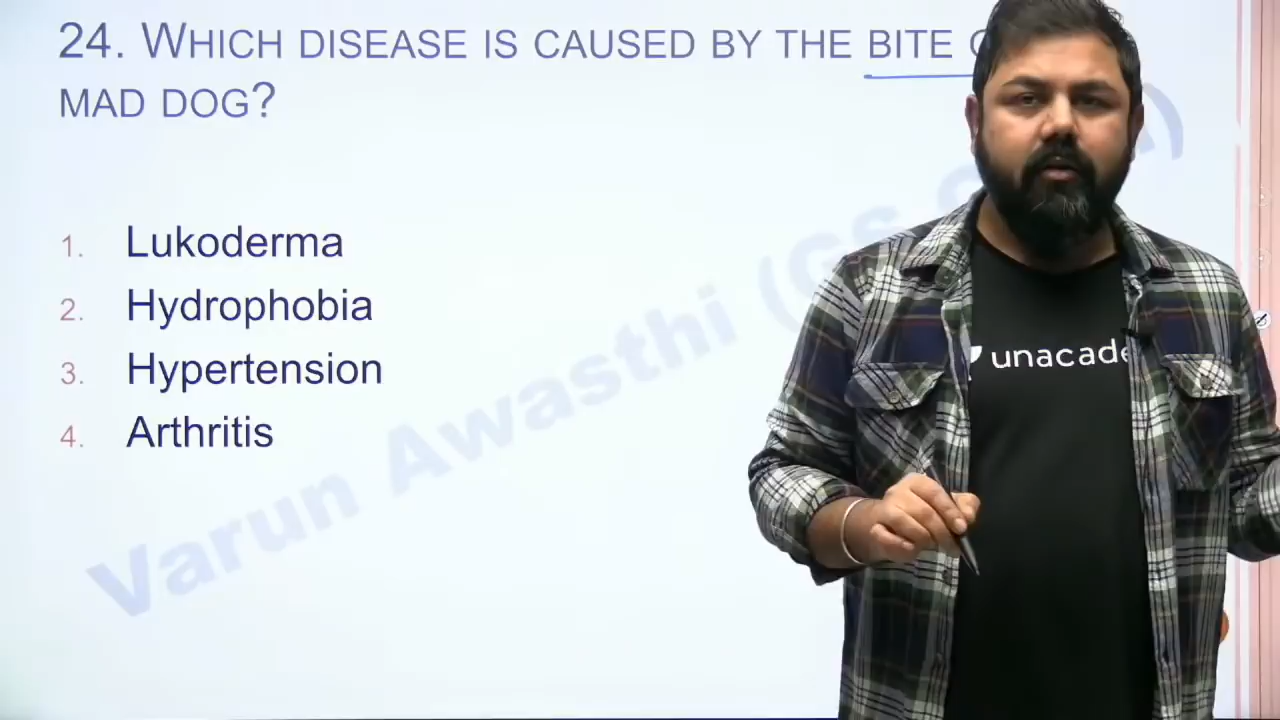 24. WHICH DISEASE IS CAUSED BY THE BITE
MAD DOG?
1. Lukoderma
2. Hydrophobia
3. Hypertension
4. Arthritis
Varun Awasthi
unacade